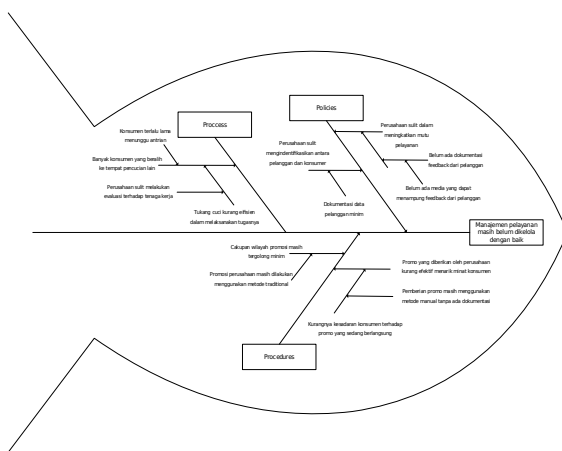 Policies
Proccess
Konsumen terlalu lama
menunggu antrian
Banyak konsumen yang beralih
ke tempat pencucian lain
Perusahaan sulit melakukan
evaluasi terhadap tenaga kerja
Tukang cuci kurang efisien
dalam melaksanakan tugasnya
Perusahaan sulit dalam
meningkatkan mutu
pelayanan
Perusahaan sulit
mengindentifikasikan antara
pelanggan dan konsumer
Belum ada dokumentasi
feedback dari pelanggan
Belum ada media yang dapat
menampung feedback dari pelanggan
Dokumentasi data
pelanggan minim
Manajemen pelayanan
masih belum dikelola
dengan baik
Cakupan wilayah promosi masih
tergolong minim
Promosi perusahaan masih dilakukan
menggunakan metode traditional
Promo yang diberikan oleh perusahaan
kurang efektif menarik minat konsumen
Pemberian promo masih menggunakan
metode manual tanpa ada dokumentasi
Kurangnya kesadaran konsumen terhadap
promo yang sedang berlangsung
Procedures